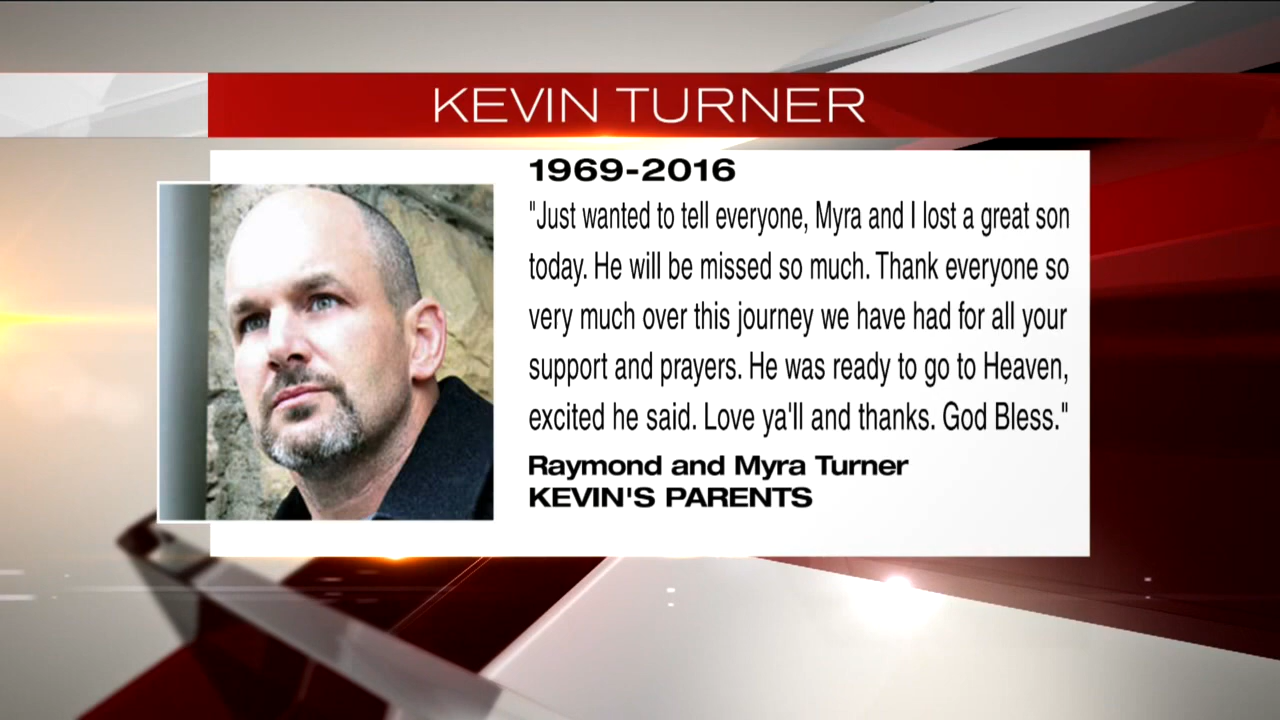 KEVIN TURNER
1969-2016
"Just wanted to tell everyone, Myra and I lost a great son
today. He will be missed so much. Thank everyone so
very much over this journey we have had for all your
support and prayers. He was ready to go to Heaven,
excited he said. Love ya'll and thanks. God Bless."
Raymond and Myra Turner
KEVIN'S PARENTS